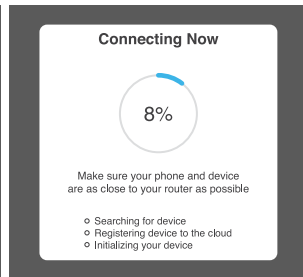 Connecting Now
8%
Make sure your phone and device
are as close to your router as possible
Searching for device
Registering device to the cloud
Initializing your device